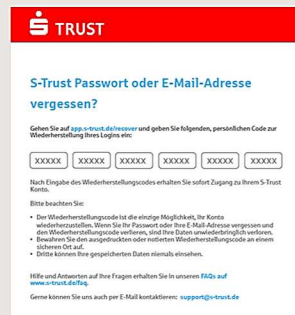 S TRUST
S-Trust Passwort oder E-Mail-Adresse
vergessen?
Gehen Sie auf app.s-trust.de/recover und geben Sie folgenden, persönlichen Code zur
Wiederherstellung Ihres Logins ein:
XXXXX XXXXX XXXXX XXXXX XXXXX XXXXX
Nach Eingabe des Wiederherstellungscodes erhalten Sie sofort Zugang zu Ihrem S-Trust
Konto.
Bitte beachten Sie:
• Der Wiederherstellungscode ist die einzige Möglichkeit, Ihr Konto
wiederherzustellen. Wenn Sie Ihr Passwort oder Ihre E-Mail-Adresse vergessen und
den Wiederherstellungscode verlieren, sind Ihre Daten unwiederbringlich verloren.
• Bewahren Sie den ausgedruckten oder notierten Wiederherstellungscode an einem
sicheren Ort auf.
• Dritte können Ihre gespeicherten Daten niemals einsehen.
Hilfe und Antworten auf Ihre Fragen erhalten Sie in unseren FAQs auf
www.s-trust.de/faq.
Gerne können Sie uns auch per E-Mail kontaktieren: support@s-trust.de